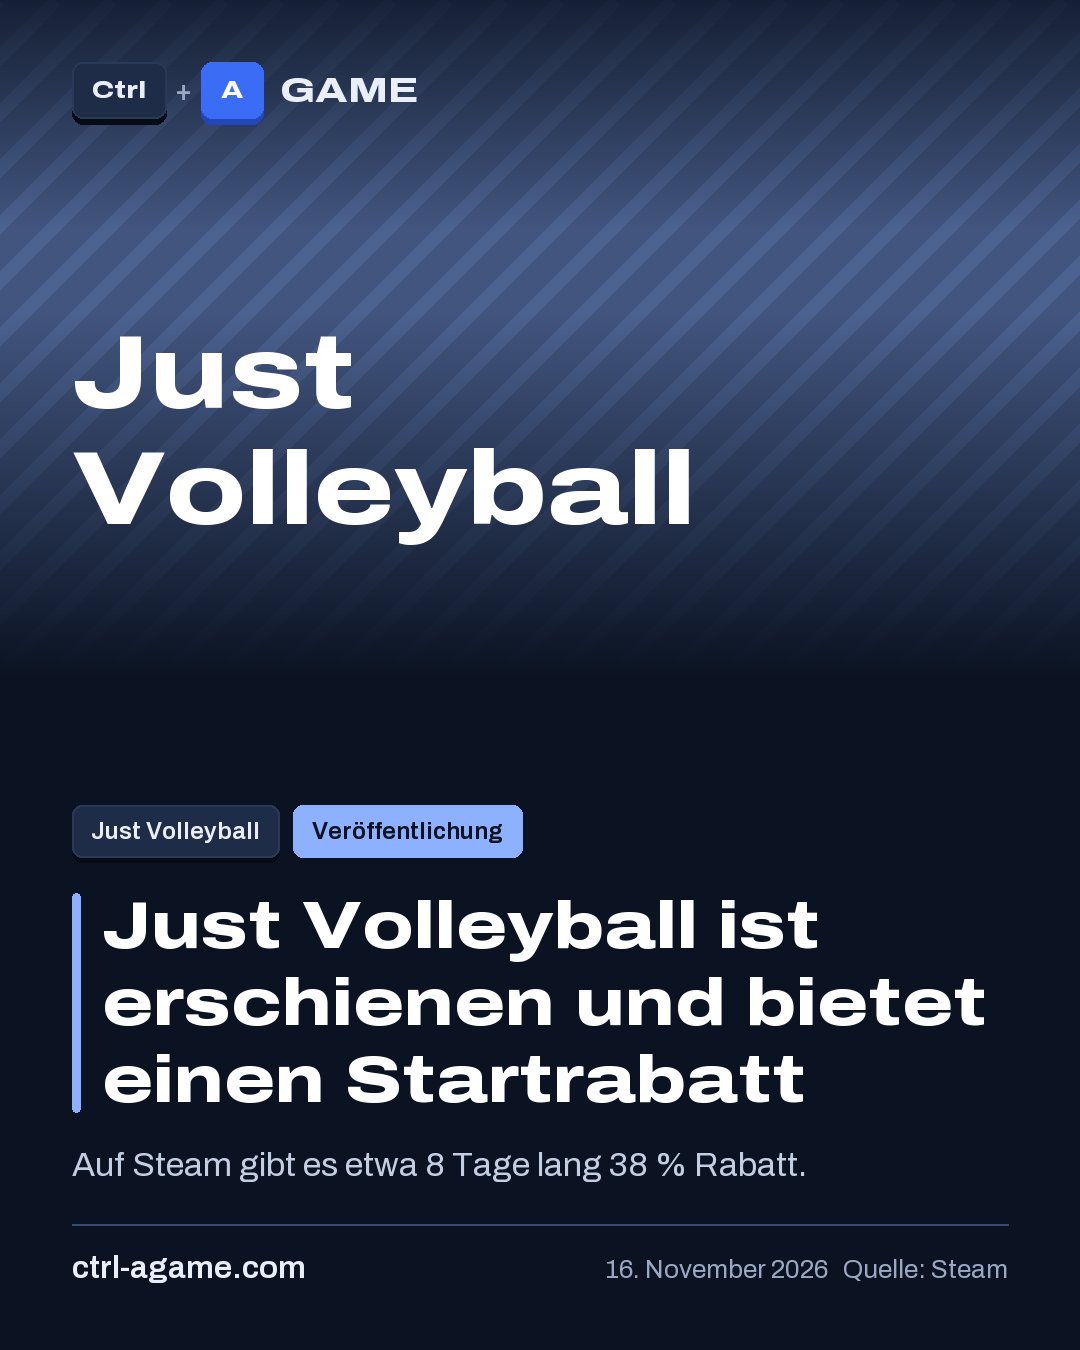 Ctrl + A GAME
Just
Volleyball
Just Volleyball Veröffentlichung
Just Volleyball ist
erschienen und bietet
einen Startrabatt
Auf Steam gibt es etwa 8 Tage lang 38 % Rabatt.
ctrl-agame.com 16. November 2026 Quelle: Steam